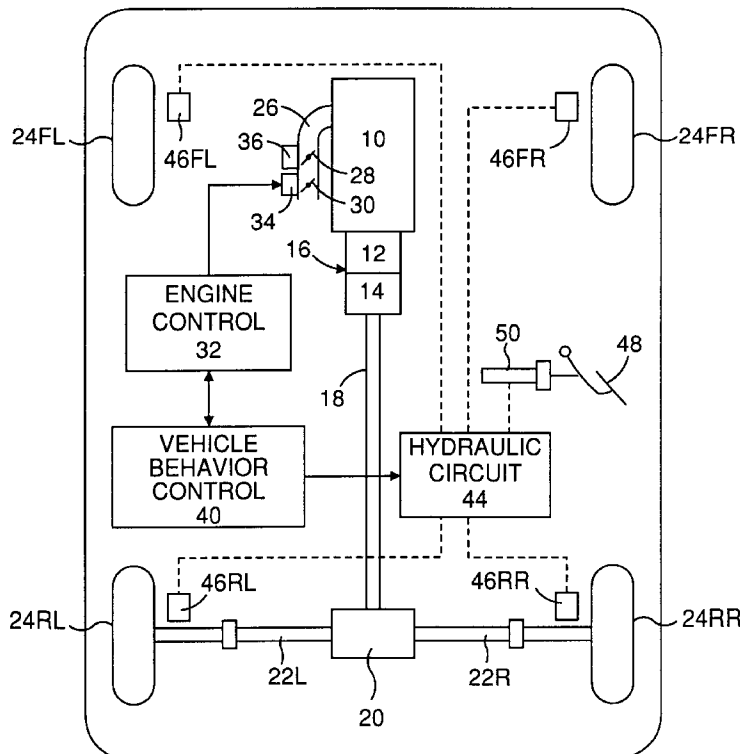 26
36
10
24FL
46FL
28
46FR
24FR
30
34
16
12
14
ENGINE
CONTROL
32
50
48
18
VEHICLE
BEHAVIOR
CONTROL
40
HYDRAULIC
CIRCUIT
44
46RL
46RR
24RL
24RR
22L
22R
20